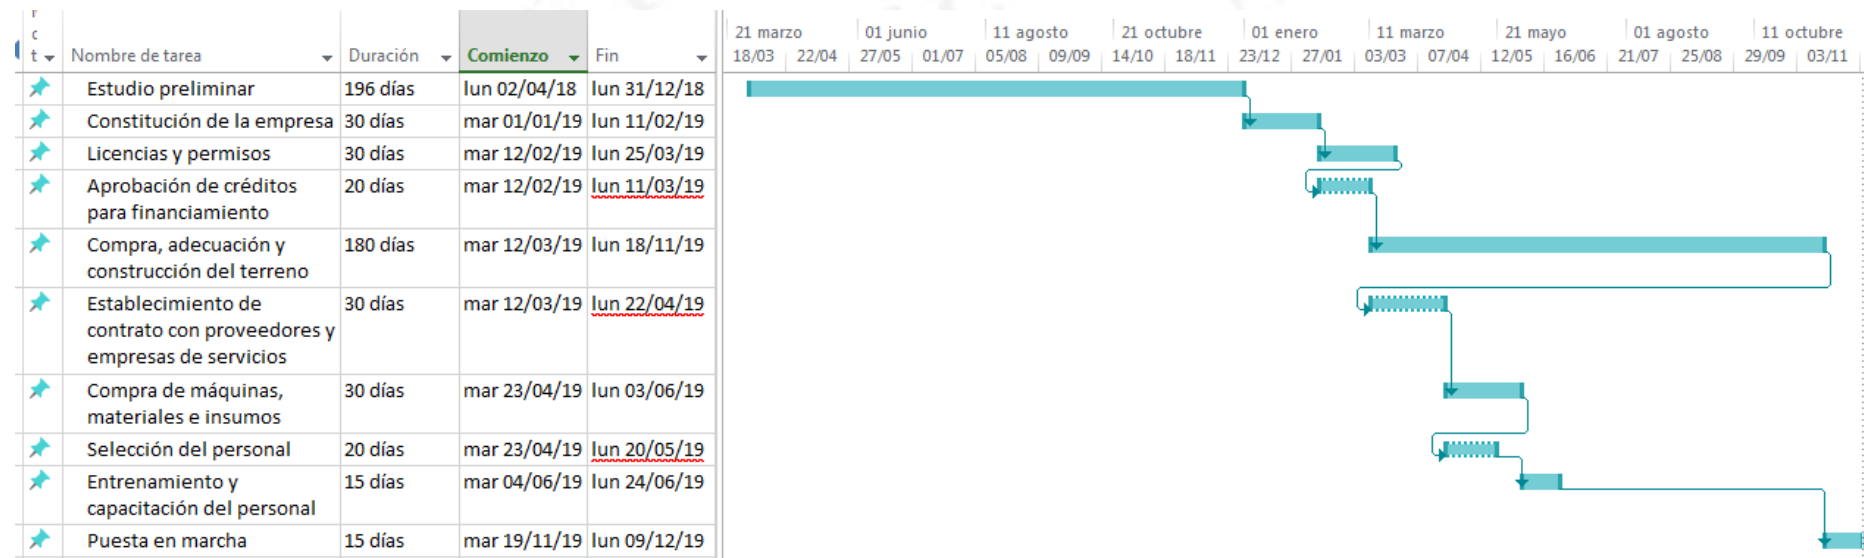 t Nombre de tarea Duración Comienzo Fin
21 marzo 01 junio 11 agosto 21 octubre 01 enero 11 marzo 21 mayo 01 agosto 11 octubre
18/03 22/04 27/05 01/07 05/08 09/09 14/10 18/11 23/12 27/01 03/03 07/04 12/05 16/06 21/07 25/08 29/09 03/11
Estudio preliminar 196 días lun 02/04/18 lun 31/12/18
Constitución de la empresa 30 días mar 01/01/19 lun 11/02/19
Licencias y permisos 30 días mar 12/02/19 lun 25/03/19
Aprobación de créditos 20 días mar 12/02/19 lun 11/03/19
para financiamiento
Compra, adecuación y 180 días mar 12/03/19 lun 18/11/19
construcción del terreno
Establecimiento de 30 días mar 12/03/19 lun 22/04/19
contrato con proveedores y
empresas de servicios
Compra de máquinas, 30 días mar 23/04/19 lun 03/06/19
materiales e insumos
Selección del personal 20 días mar 23/04/19 lun 20/05/19
Entrenamiento y 15 días mar 04/06/19 lun 24/06/19
capacitación del personal
Puesta en marcha 15 días mar 19/11/19 lun 09/12/19